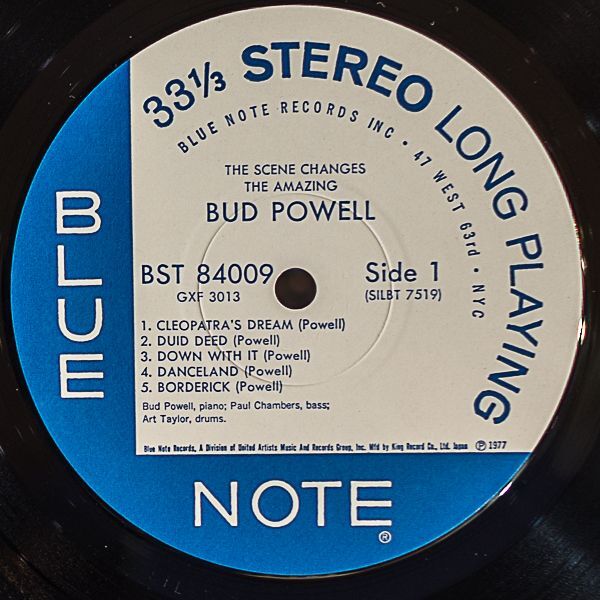 33⅓ STEREO LONG PLAYING
BLUE NOTE RECORDS INC • 47 WEST 63rd • NYC
THE SCENE CHANGES
THE AMAZING
BUD POWELL
BST 84009
GXF 3013
Side 1
(SILBT 7519)
1. CLEOPATRA'S DREAM (Powell)
2. DUID DEED (Powell)
3. DOWN WITH IT (Powell)
4. DANCELAND (Powell)
5. BORDERICK (Powell)
Bud Powell, piano; Paul Chambers, bass;
Art Taylor, drums.
Blue Note Records, A Division of United Artists Music And Records Group, Inc. Mfd by King Record Co., Ltd. Japan ℗ 1977
BLUE
NOTE
®